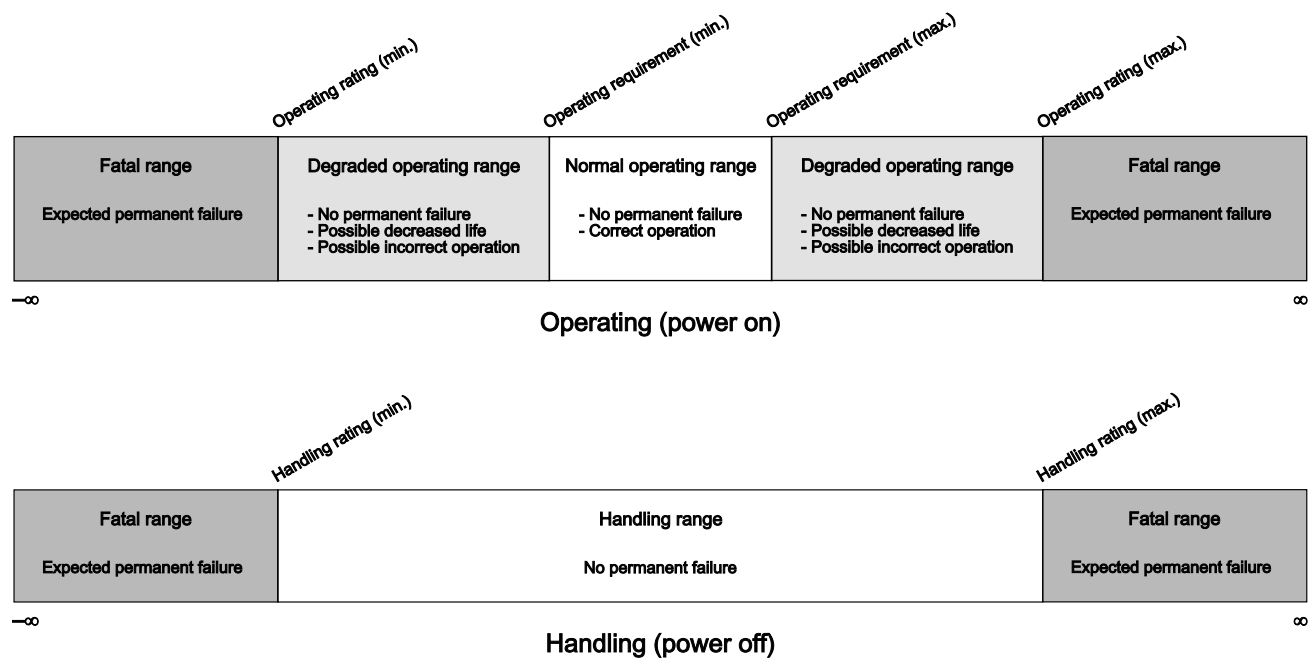 Operating rating (min.)
Operating requirement (min.)
Operating requirement (max.)
Operating rating (max.)
Fatal range
Expected permanent failure
Degraded operating range
- No permanent failure
- Possible decreased life
- Possible incorrect operation
Normal operating range
- No permanent failure
- Correct operation
Degraded operating range
- No permanent failure
- Possible decreased life
- Possible incorrect operation
Fatal range
Expected permanent failure
–∞
∞
Operating (power on)
Handling rating (min.)
Handling rating (max.)
Fatal range
Expected permanent failure
Handling range
No permanent failure
Fatal range
Expected permanent failure
–∞
∞
Handling (power off)